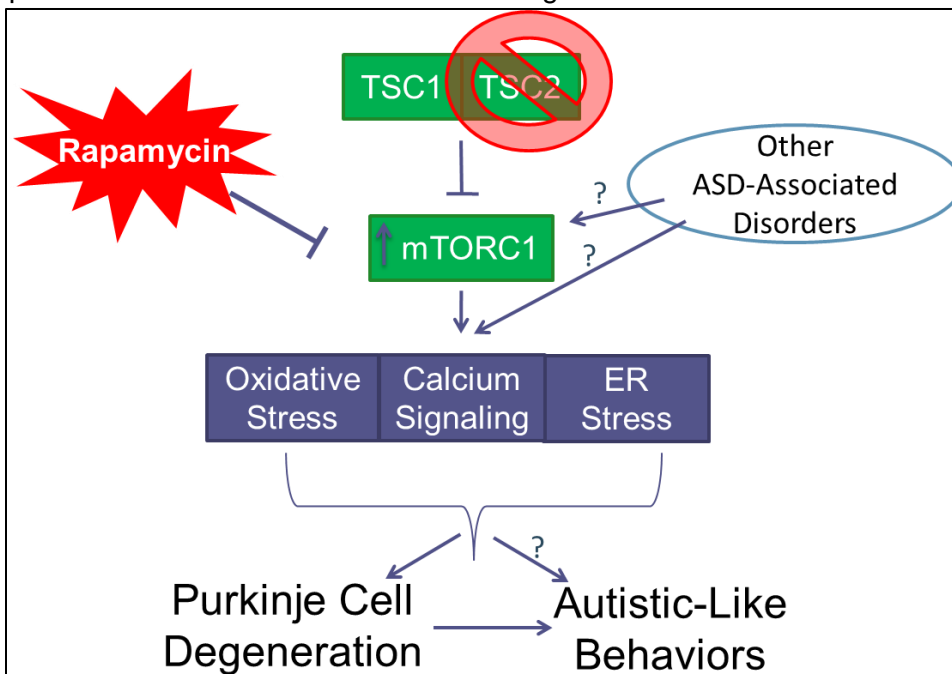 TSC1 TSC2
Rapamycin
Other
ASD-Associated
Disorders
?
mTORC1
?
Oxidative
Stress
Calcium
Signaling
ER
Stress
?
Purkinje Cell
Degeneration
Autistic-Like
Behaviors